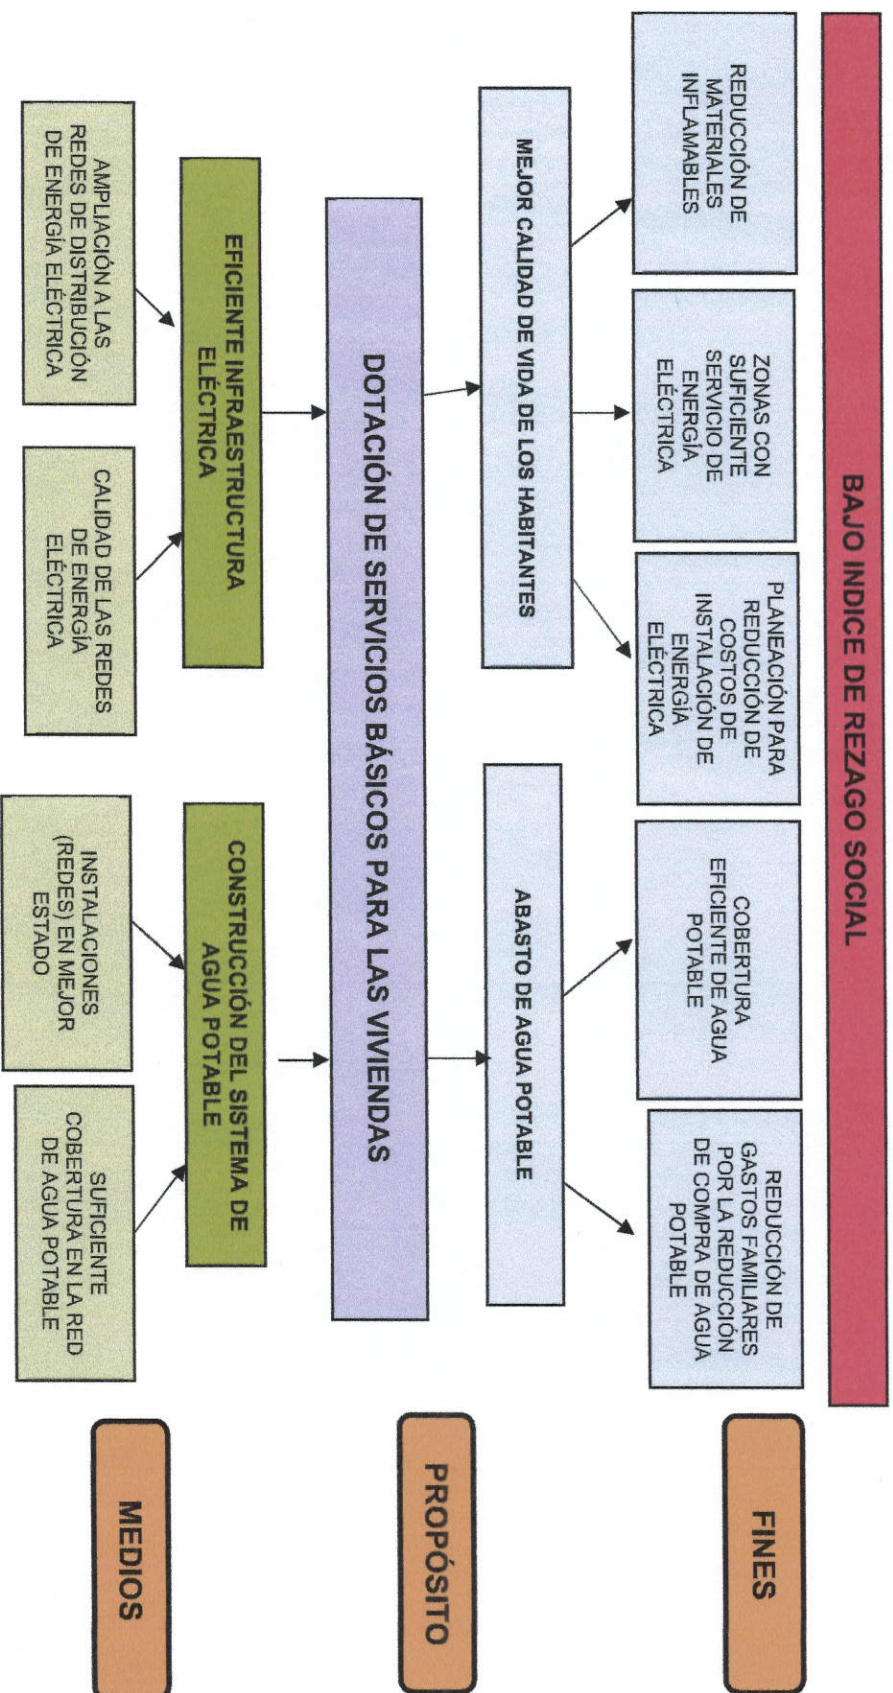 BAJO INDICE DE REZAGO SOCIAL
REDUCCIÓN DE
MATERIALES
INFLAMABLES
ZONAS CON
SUFICIENTE
SERVICIO DE
ENERGÍA
ELÉCTRICA
PLANEACIÓN PARA
REDUCCIÓN DE
COSTOS DE
INSTALACIÓN DE
ENERGÍA
ELÉCTRICA
COBERTURA
EFICIENTE DE AGUA
POTABLE
REDUCCIÓN DE
GASTOS FAMILIARES
POR LA REDUCCIÓN
DE COMPRA DE AGUA
POTABLE
FINES
MEJOR CALIDAD DE VIDA DE LOS HABITANTES
ABASTO DE AGUA POTABLE
DOTACIÓN DE SERVICIOS BÁSICOS PARA LAS VIVIENDAS
PROPÓSITO
EFICIENTE INFRAESTRUCTURA
ELÉCTRICA
CONSTRUCCIÓN DEL SISTEMA DE
AGUA POTABLE
AMPLIACIÓN A LAS
REDES DE DISTRIBUCIÓN
DE ENERGÍA ELÉCTRICA
CALIDAD DE LAS REDES
DE ENERGÍA
ELÉCTRICA
INSTALACIONES
(REDES) EN MEJOR
ESTADO
SUFICIENTE
COBERTURA EN LA RED
DE AGUA POTABLE
MEDIOS